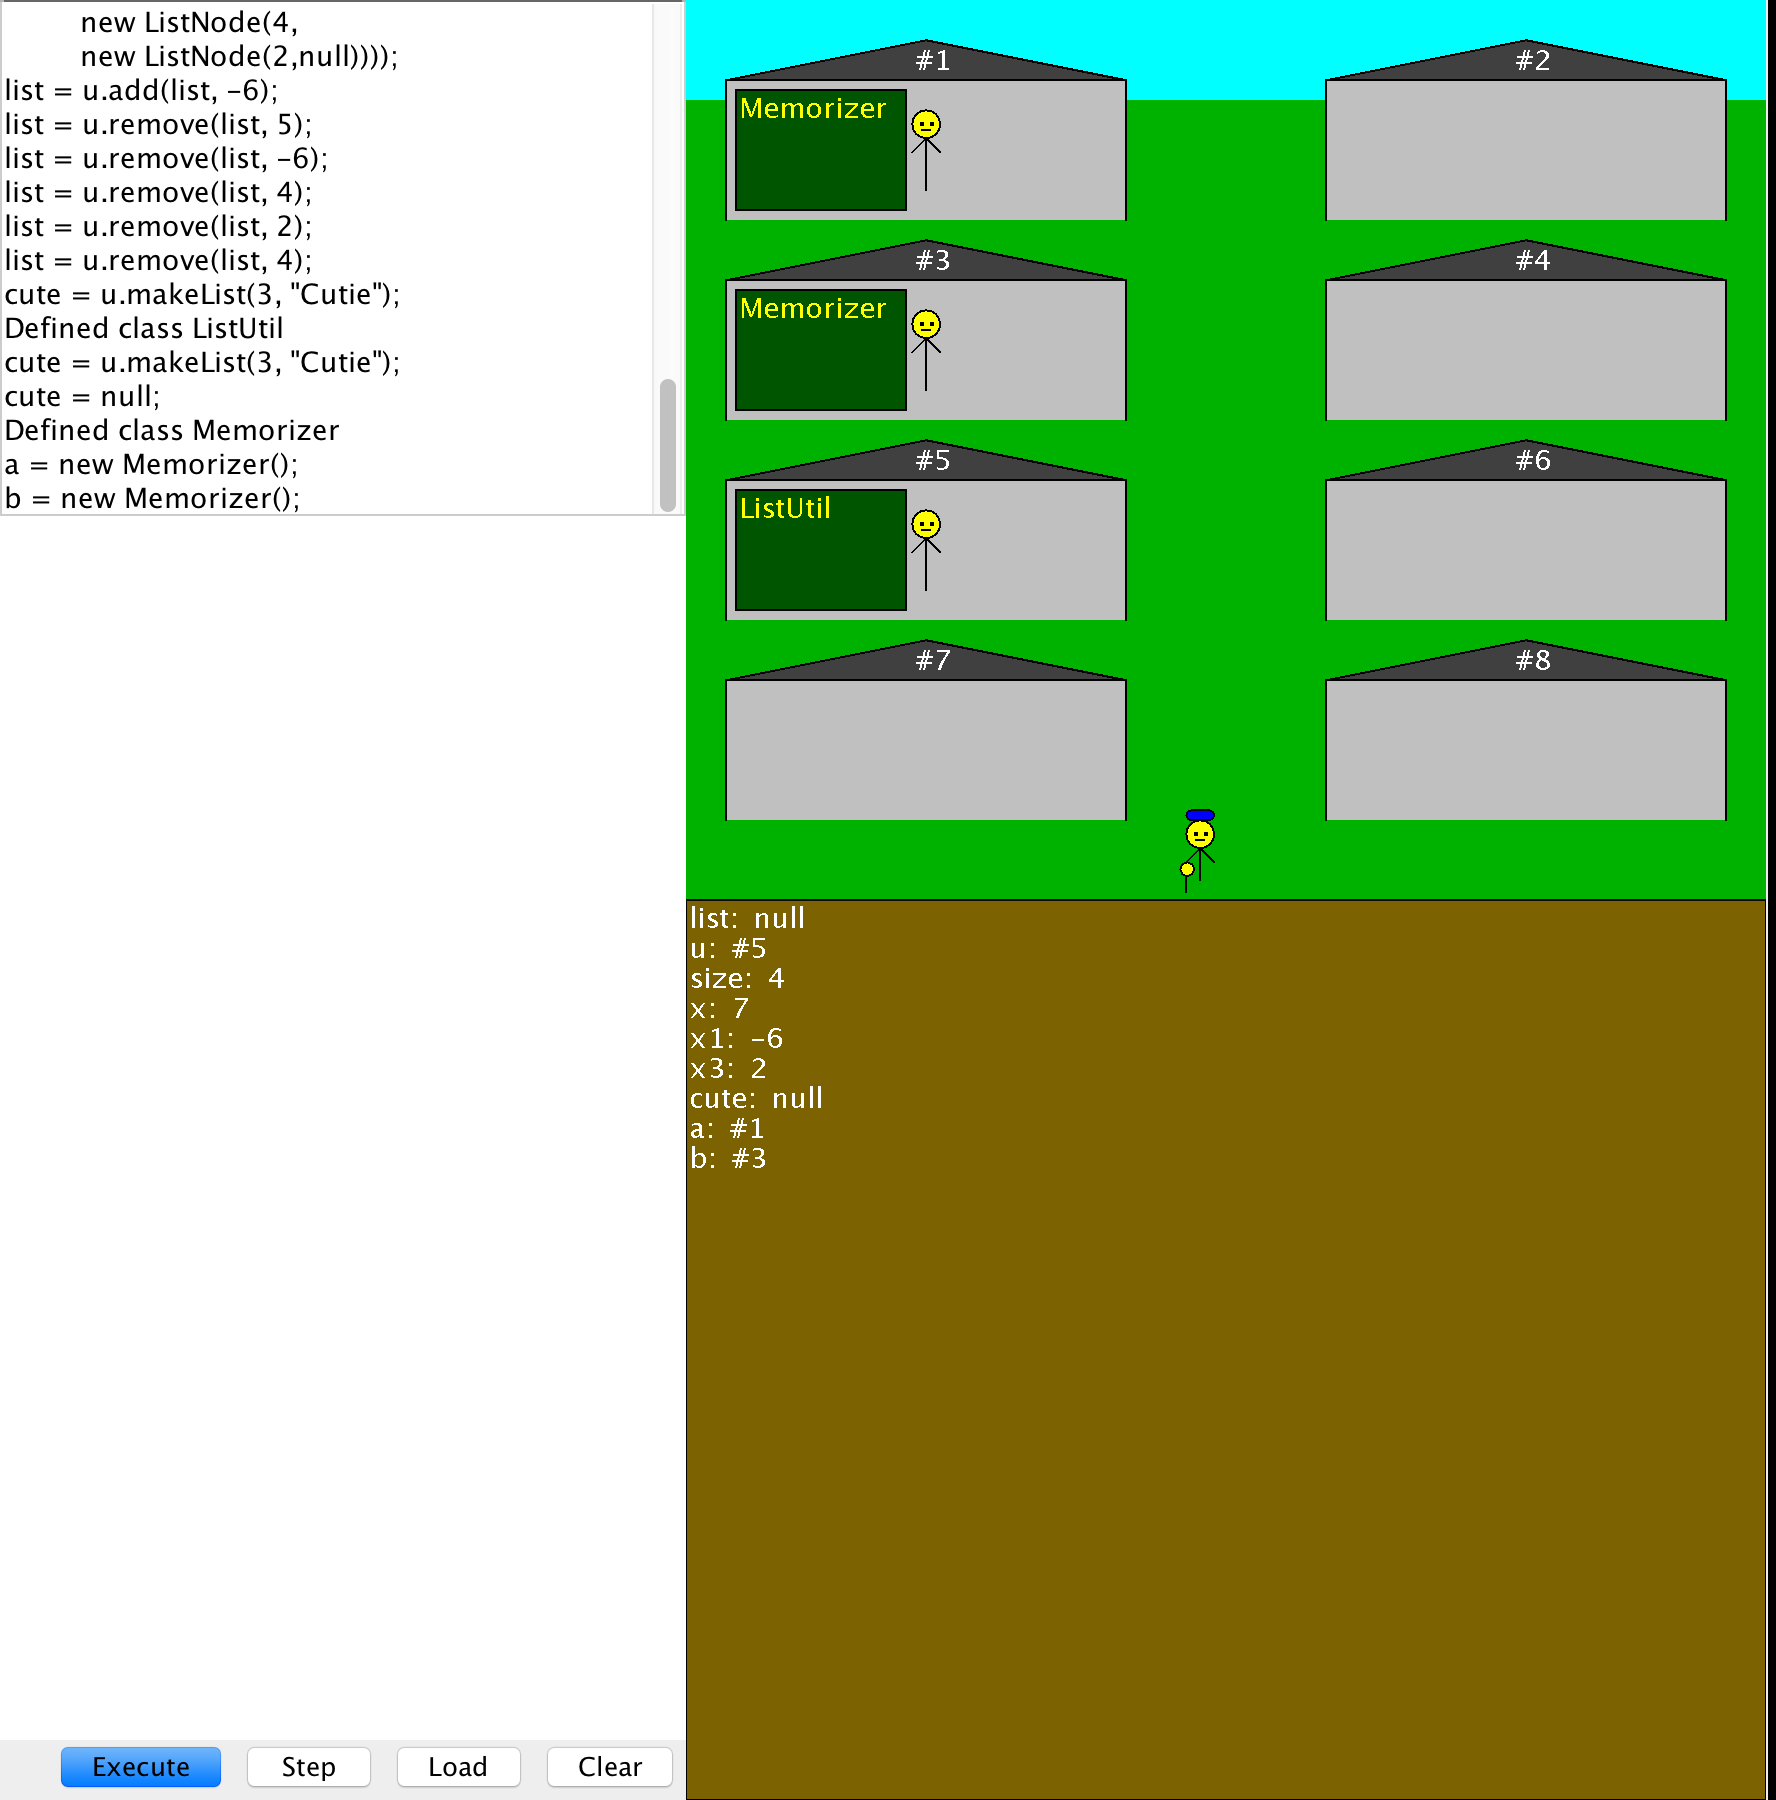 new ListNode(4,
new ListNode(2,null))));
list = u.add(list, -6);
list = u.remove(list, 5);
list = u.remove(list, -6);
list = u.remove(list, 4);
list = u.remove(list, 2);
list = u.remove(list, 4);
cute = u.makeList(3, "Cutie");
Defined class ListUtil
cute = u.makeList(3, "Cutie");
cute = null;
Defined class Memorizer
a = new Memorizer();
b = new Memorizer();
Execute
Step
Load
Clear
#1
Memorizer
#2
#3
Memorizer
#4
#5
ListUtil
#6
#7
#8
list: null
u: #5
size: 4
x: 7
x1: -6
x3: 2
cute: null
a: #1
b: #3